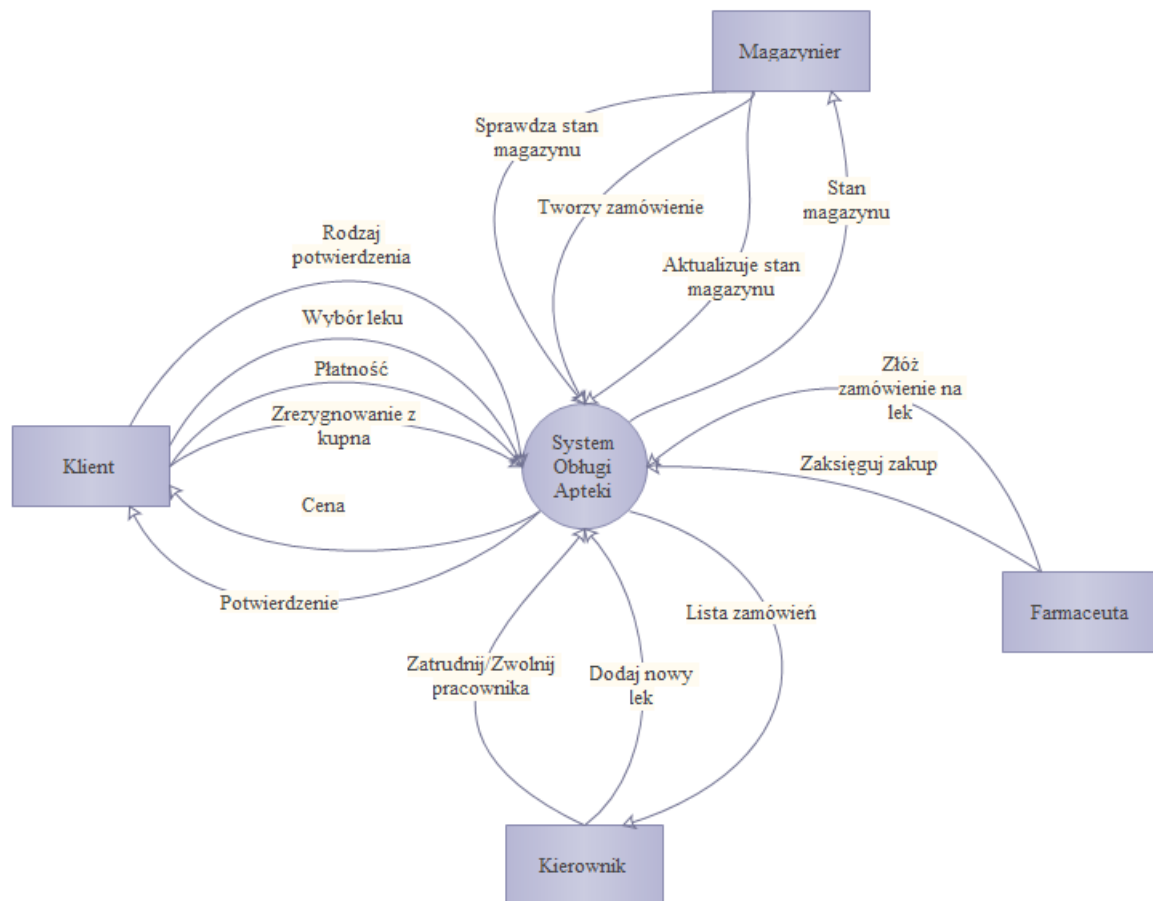 Magazynier
Sprawdza stan
magazynu
Tworzy zamówienie
Stan
magazynu
Aktualizuje stan
magazynu
Rodzaj
potwierdzenia
Wybór leku
Płatność
Zrezygnowanie z
kupna
Złóż
zamówienie na
lek
Zaksięguj zakup
Klient
System
Obługi
Apteki
Cena
Potwierdzenie
Farmaceuta
Lista zamówień
Zatrudnij/Zwolnij
pracownika
Dodaj nowy
lek
Kierownik